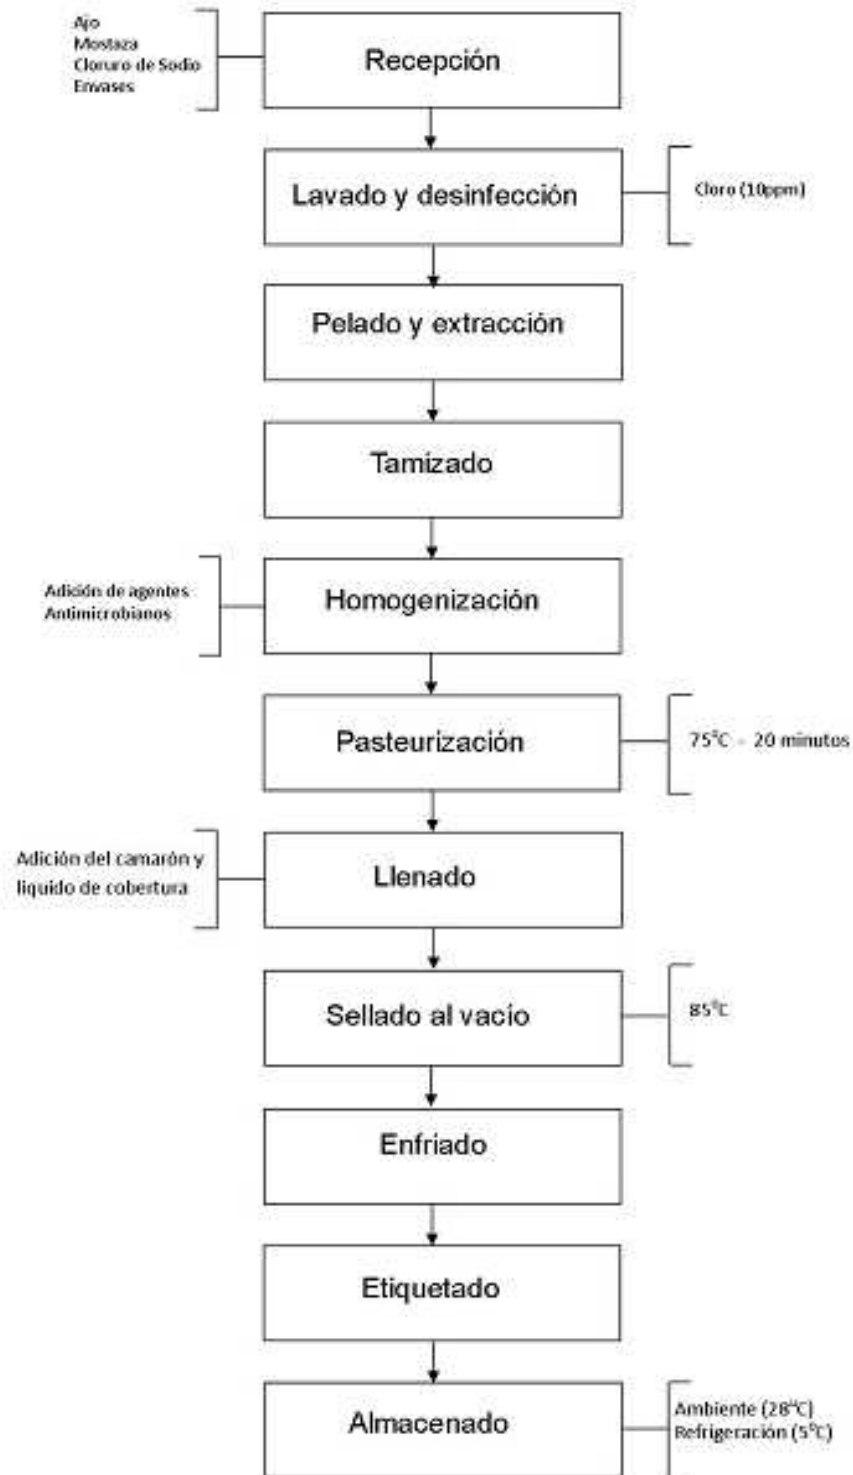 Ajo
Mostaza
Cloruro de Sodio
Envases
Recepción
Lavado y desinfección
Cloro (10ppm)
Pelado y extracción
Tamizado
Adición de agentes
Antimicrobianos
Homogenización
Pasteurización
75°C - 20 minutos
Adición del camarón y
liquido de cobertura
Llenado
Sellado al vacio
85°C
Enfriado
Etiquetado
Almacenado
Ambiente (28°C)
Refrigeración (5°C)